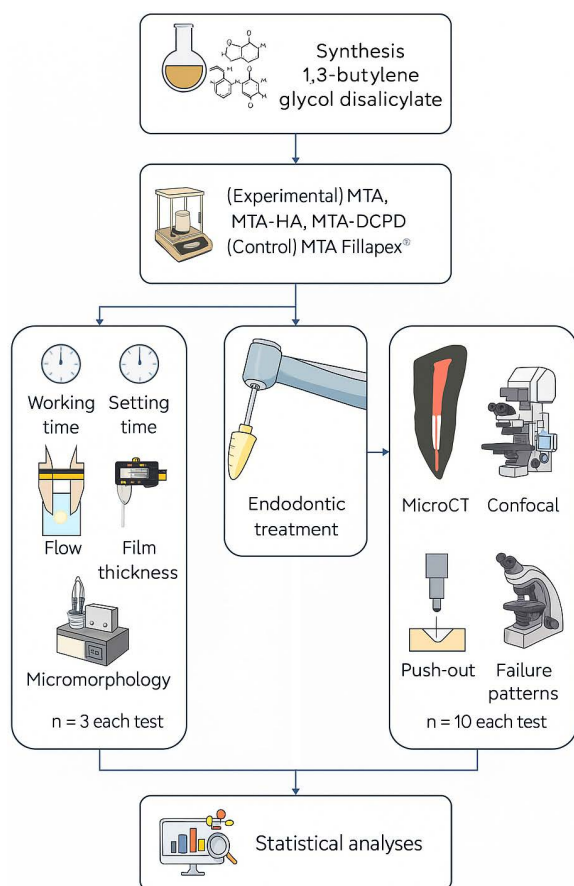 Synthesis
1,3-butylene
glycol disalicylate
(Experimental) MTA,
MTA-HA, MTA-DCPD
(Control) MTA Fillapex®
Working
time
Setting
time
Flow
Film
thickness
Micromorphology
n = 3 each test
Endodontic
treatment
MicroCT
Confocal
Push-out
Failure
patterns
n = 10 each test
Statistical analyses